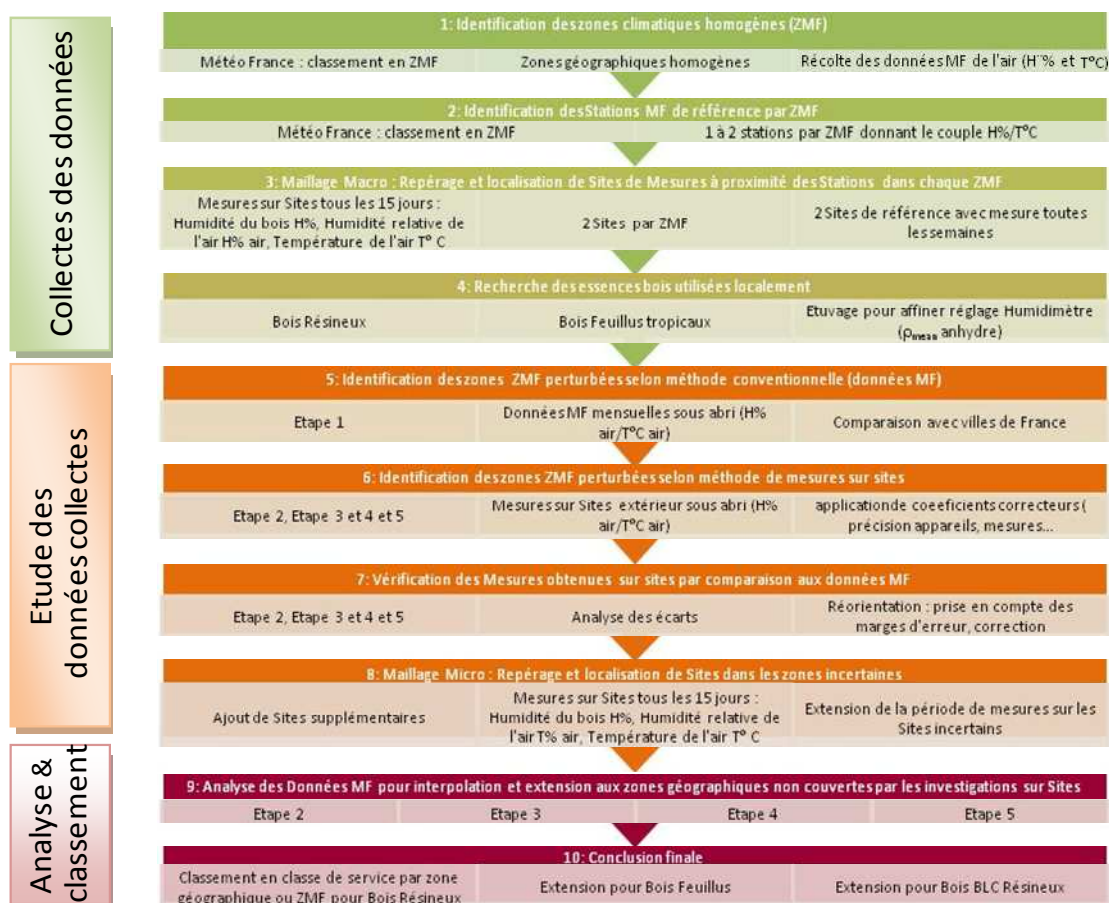 Collectes des données
1: Identification des zones climatiques homogènes (ZMF)
Météo France : classement en ZMF
Zones géographiques homogènes
Récolte des données MF de l'air (H¨% et T°C)
2: Identification des Stations MF de référence par ZMF
Météo France : classement en ZMF
1 à 2 stations par ZMF donnant le couple H%/T°C
3: Maillage Macro : Repérage et localisation de Sites de Mesures à proximité des Stations dans chaque ZMF
Mesures sur Sites tous les 15 jours :
Humidité du bois H%, Humidité relative de
l'air H% air, Température de l'air T° C
2 Sites par ZMF
2 Sites de référence avec mesure toutes
les semaines
4: Recherche des essences bois utilisées localement
Bois Résineux
Bois Feuillus tropicaux
Etuvage pour affiner réglage Humidimètre
(ρmean anhydre)
Etude des
données collectes
5: Identification des zones ZMF perturbées selon méthode conventionnelle (données MF)
Etape 1
Données MF mensuelles sous abri (H%
air/T°C air)
Comparaison avec villes de France
6: Identification des zones ZMF perturbées selon méthode de mesures sur sites
Etape 2, Etape 3 et 4 et 5
Mesures sur Sites extérieur sous abri (H%
air/T°C air)
application de coeeficients correcteurs (
précision appareils, mesures...
7: Vérification des Mesures obtenues sur sites par comparaison aux données MF
Etape 2, Etape 3 et 4 et 5
Analyse des écarts
Réorientation : prise en compte des
marges d'erreur, correction
8: Maillage Micro : Repérage et localisation de Sites dans les zones incertaines
Ajout de Sites supplémentaires
Mesures sur Sites tous les 15 jours :
Humidité du bois H%, Humidité relative de
l'air T% air, Température de l'air T° C
Extension de la période de mesures sur les
Sites incertains
Analyse &
classement
9: Analyse des Données MF pour interpolation et extension aux zones géographiques non couvertes par les investigations sur Sites
Etape 2
Etape 3
Etape 4
Etape 5
10: Conclusion finale
Classement en classe de service par zone
géographique ou ZMF pour Bois Résineux
Extension pour Bois Feuillus
Extension pour Bois BLC Résineux